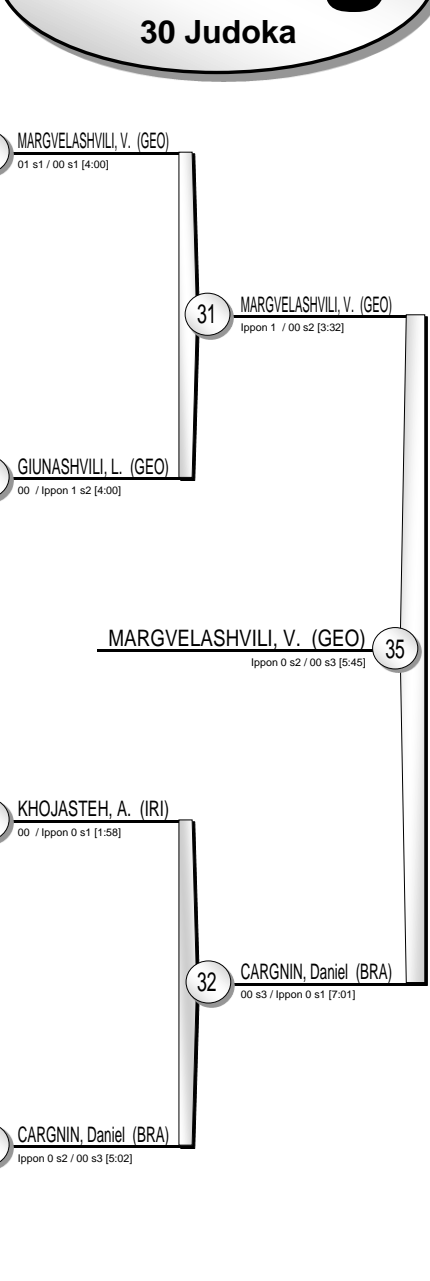 30 Judoka
MARGVELASHVILI, V. (GEO)
01 s1 / 00 s1 [4:00]
31
MARGVELASHVILI, V. (GEO)
Ippon 1 / 00 s2 [3:32]
GIUNASHVILI, L. (GEO)
00 / Ippon 1 s2 [4:00]
MARGVELASHVILI, V. (GEO)
35
Ippon 0 s2 / 00 s3 [5:45]
KHOJASTEH, A. (IRI)
00 / Ippon 0 s1 [1:58]
32
CARGNIN, Daniel (BRA)
00 s3 / Ippon 0 s1 [7:01]
CARGNIN, Daniel (BRA)
Ippon 0 s2 / 00 s3 [5:02]